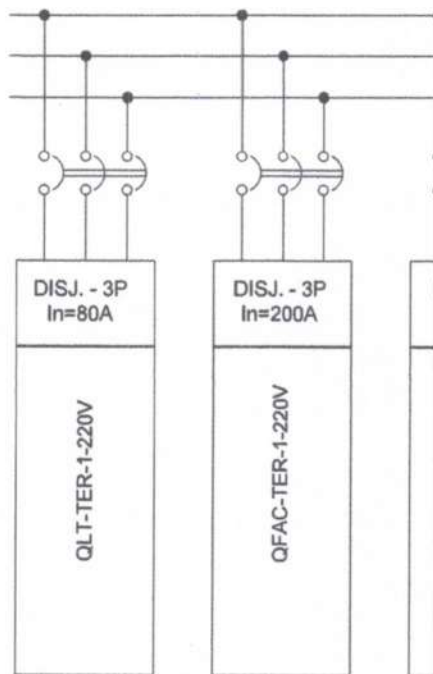 DISJ. - 3P
In=80A
QLT-TER-1-220V
DISJ. - 3P
In=200A
QFAC-TER-1-220V